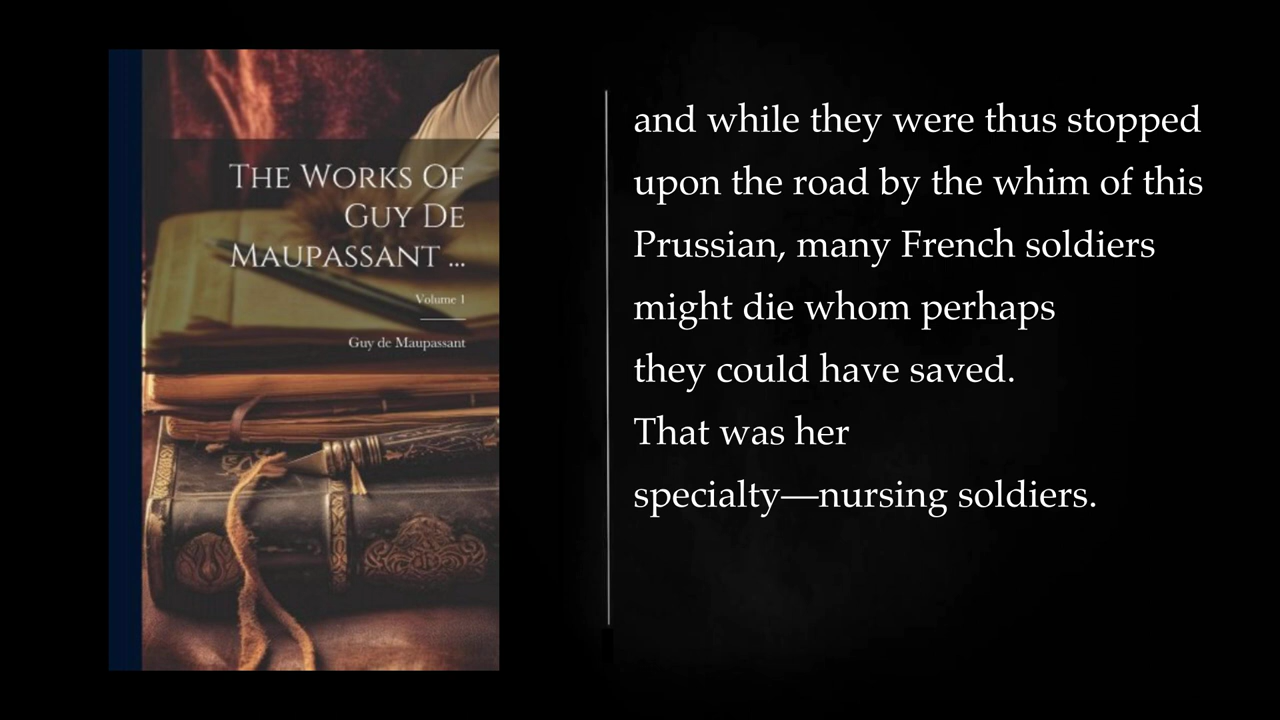 THE WORKS OF
GUY DE
MAUPASSANT ...
Volume 1
Guy de Maupassant
and while they were thus stopped
upon the road by the whim of this
Prussian, many French soldiers
might die whom perhaps
they could have saved.
That was her
specialty—nursing soldiers.